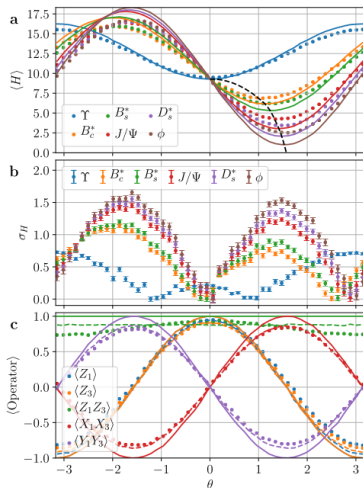 a
17.5
15.0
12.5
10.0
7.5
5.0
2.5
0.0
⟨H⟩
Υ
B*c
B*s
J/Ψ
D*s
ϕ
b
Υ
B*c
B*s
J/Ψ
D*s
ϕ
1.5
1.0
0.5
0.0
σH
c
1.0
0.5
0.0
−0.5
−1.0
⟨Operator⟩
⟨Z1⟩
⟨Z3⟩
⟨Z1Z3⟩
⟨X1X3⟩
⟨Y1Y3⟩
−3 −2 −1 0 1 2 3
θ